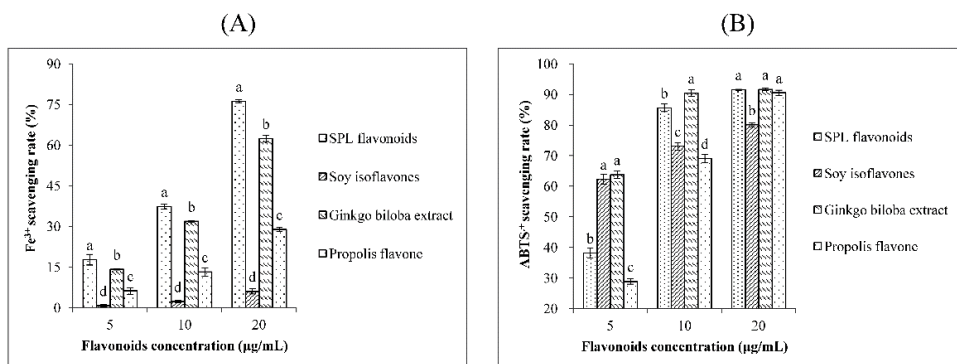 (A)
Fe³⁺ scavenging rate (%)
90
75
60
45
30
15
0
a
d
b
c
a
d
b
c
a
d
b
c
5
10
20
Flavonoids concentration (μg/mL)
SPL flavonoids
Soy isoflavones
Ginkgo biloba extract
Propolis flavone
(B)
ABTS⁺ scavenging rate (%)
100
90
80
70
60
50
40
30
20
b
a
a
c
b
c
a
d
a
b
a
a
5
10
20
Flavonoids concentration (μg/mL)
SPL flavonoids
Soy isoflavones
Ginkgo biloba extract
Propolis flavone